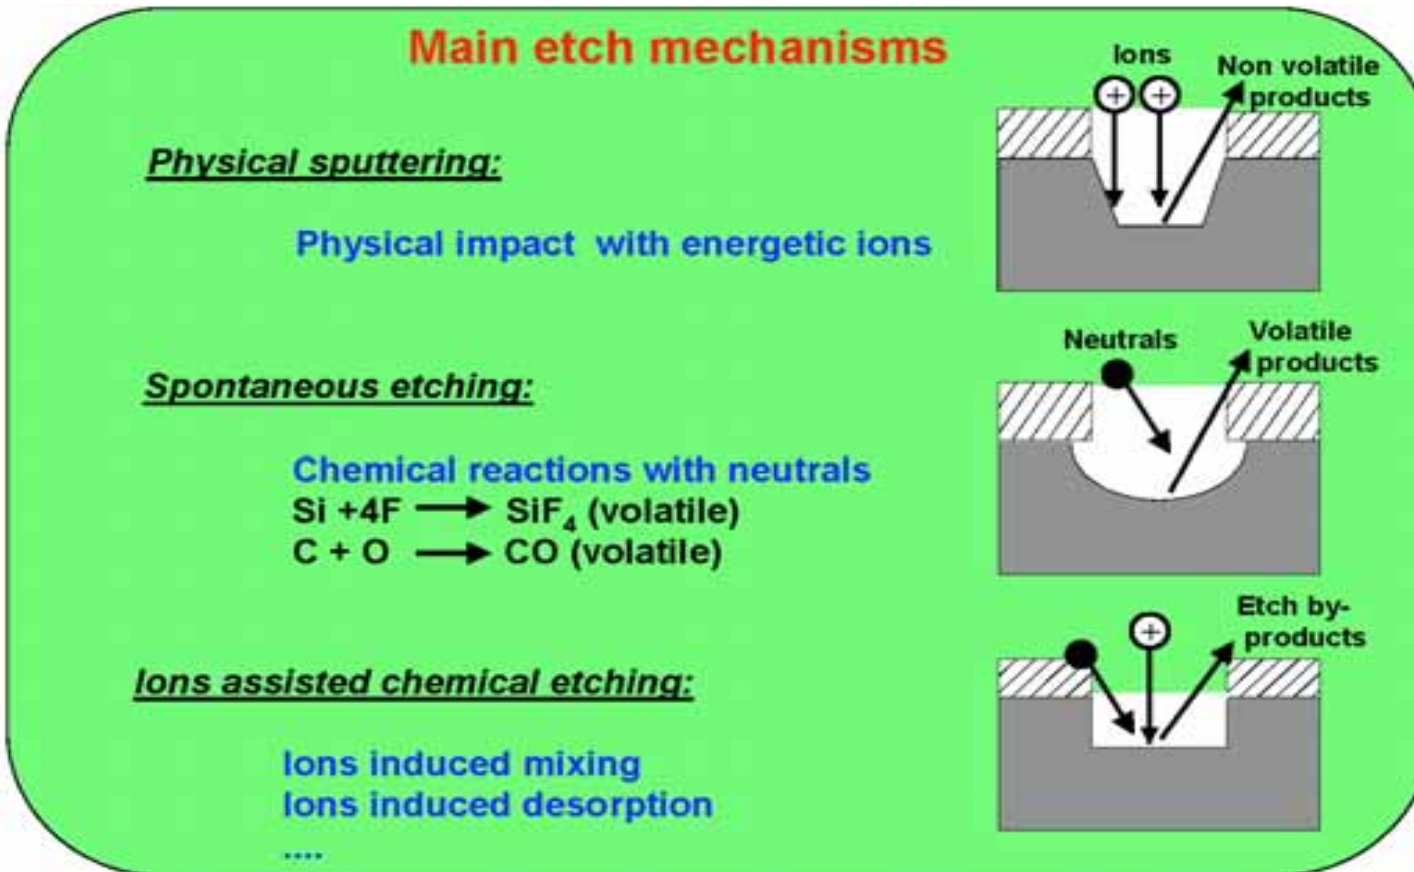 Main etch mechanisms
Ions
Non volatile
products
+ +
Physical sputtering:
Physical impact with energetic ions
Neutrals
Volatile
products
Spontaneous etching:
Chemical reactions with neutrals
Si +4F → SiF₄ (volatile)
C + O → CO (volatile)
Etch by-
products
+
Ions assisted chemical etching:
Ions induced mixing
Ions induced desorption
....